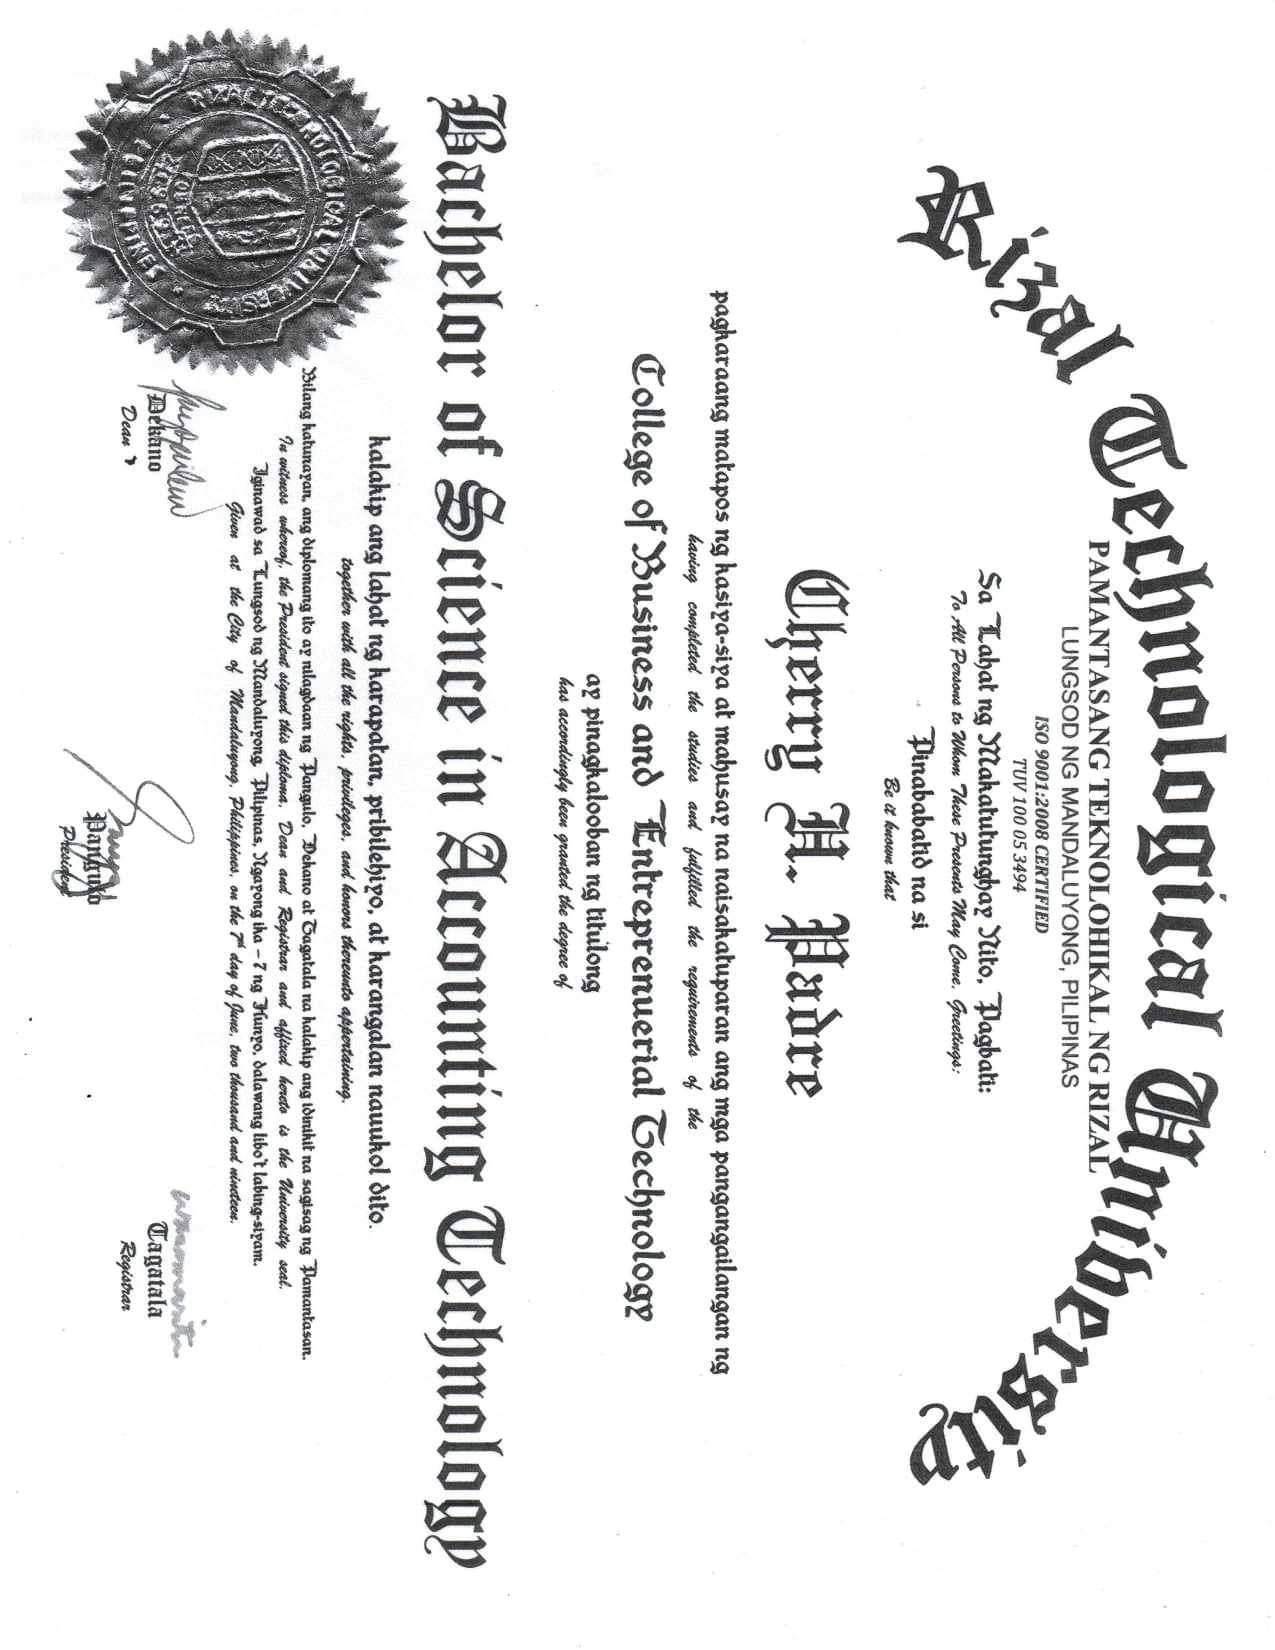 Rizal Technological University
PAMANTASANG TEKNOLOHIKAL NG RIZAL
LUNGSOD NG MANDALUYONG, PILIPINAS
ISO 9001:2008 CERTIFIED
TUV 100 05 3494
Sa Lahat ng Makatutunghay Nito, Pagbati:
To All Persons to Whom These Presents May Come, Greetings:
Pinababatid na si
Be it known that
Cherry H. Padre
pagkaraang matapos ng kasiya-siya at mahusay na naisakatuparan ang mga pangangailangan ng
having completed the studies and fulfilled the requirements of the
College of Business and Entreprenuerial Technology
ay pinagkalooban ng titulong
has accordingly been granted the degree of
Bachelor of Science in Accounting Technology
kalakip ang lahat ng karapatan, pribilehiyo, at karangalan nauukol dito.
together with all the rights, privileges, and honors thereunto appertaining.
Bilang katunayan, ang diplomang ito ay nilagdaan ng Pangulo, Dekano at Tagatala na kalakip ang idinikit na sagisag ng Pamantasan.
In witness whereof, the President signed this diploma, Dean and Registrar and affixed hereto is the University seal.
Iginawad sa Lungsod ng Mandaluyong, Pilipinas, Ngayong ika - 7 ng Hunyo, dalawang libo't labing-siyam.
Given at the City of Mandaluyong, Philippines, on the 7th day of June, two thousand and nineteen.
Dekano
Dean
Pangulo
President
Tagatala
Registrar
RIZAL TECHNOLOGICAL UNIVERSITY
PHILIPPINES